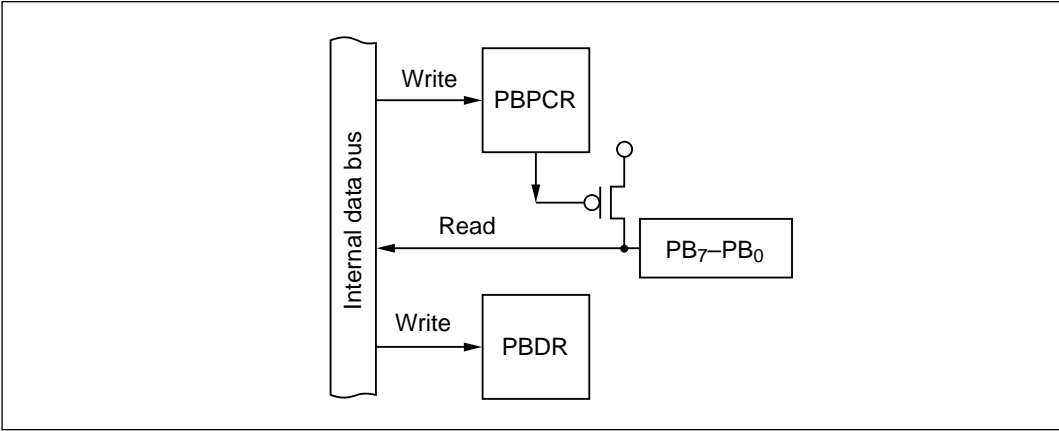 Internal data bus
Write
PBPCR
Read
PB₇–PB₀
Write
PBDR